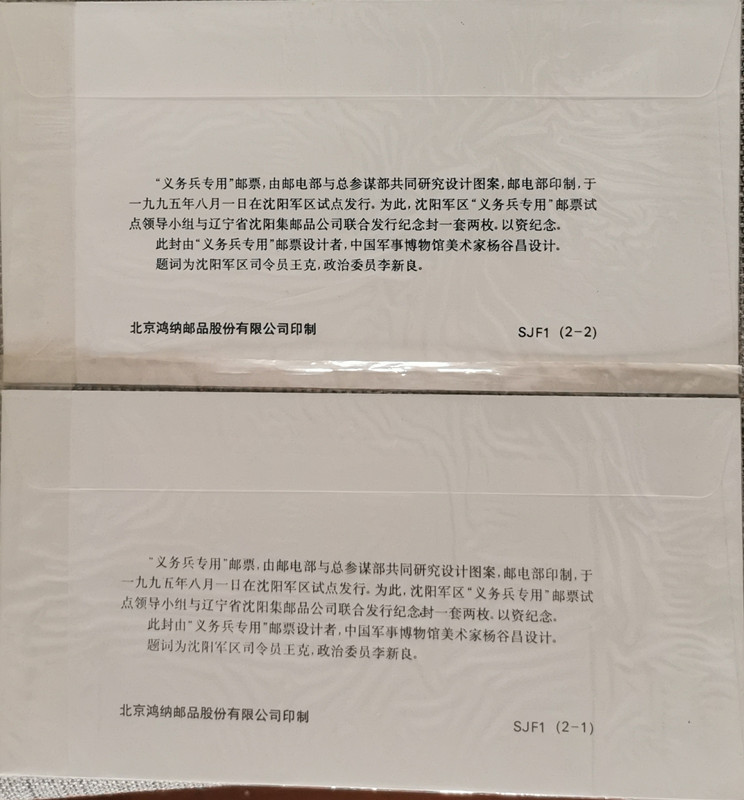 “义务兵专用”邮票,由邮电部与总参谋部共同研究设计图案,邮电部印制,于
一九九五年八月一日在沈阳军区试点发行。为此,沈阳军区“义务兵专用”邮票试
点领导小组与辽宁省沈阳集邮品公司联合发行纪念封一套两枚。以资纪念。
此封由“义务兵专用”邮票设计者,中国军事博物馆美术家杨谷昌设计。
题词为沈阳军区司令员王克,政治委员李新良。
北京鸿纳邮品股份有限公司印制
SJF1 (2-2)
“义务兵专用”邮票,由邮电部与总参谋部共同研究设计图案,邮电部印制,于
一九九五年八月一日在沈阳军区试点发行。为此,沈阳军区“义务兵专用”邮票试
点领导小组与辽宁省沈阳集邮品公司联合发行纪念封一套两枚。以资纪念。
此封由“义务兵专用”邮票设计者,中国军事博物馆美术家杨谷昌设计。
题词为沈阳军区司令员王克,政治委员李新良。
北京鸿纳邮品股份有限公司印制
SJF1 (2-1)